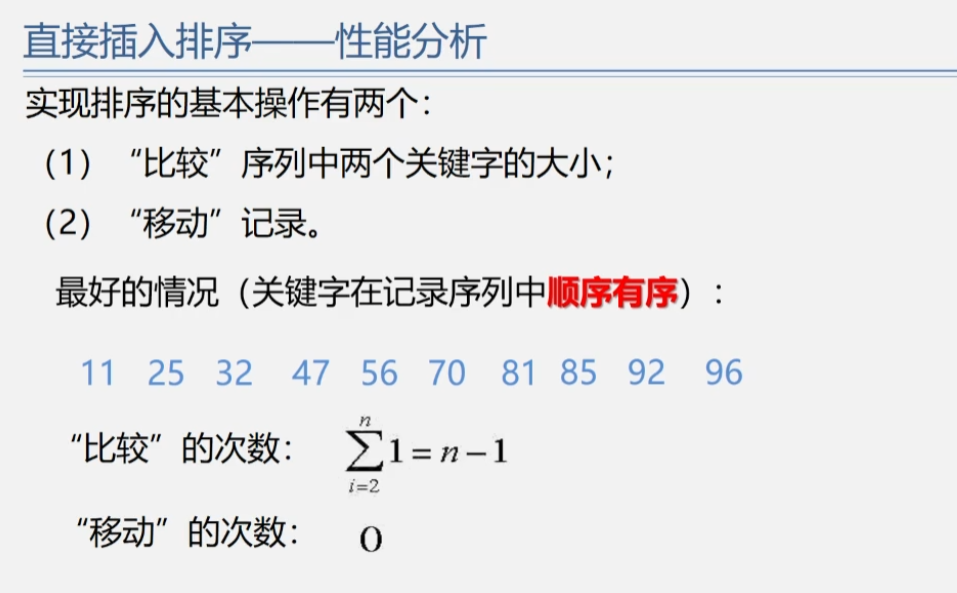 直接插入排序——性能分析
实现排序的基本操作有两个：
（1）“比较”序列中两个关键字的大小；
（2）“移动”记录。
最好的情况（关键字在记录序列中顺序有序）：
11 25 32 47 56 70 81 85 92 96
“比较”的次数： ∑_{i=2}^{n} 1 = n − 1
“移动”的次数： 0